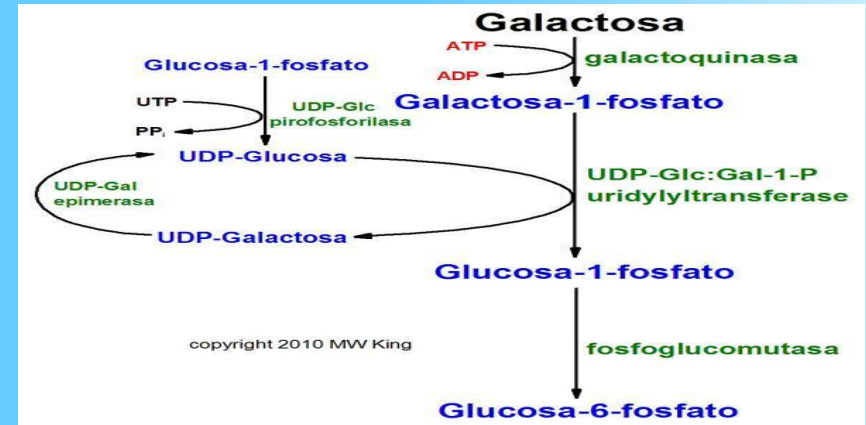 Galactosa
ATP
galactoquinasa
Glucosa-1-fosfato
ADP
Galactosa-1-fosfato
UTP
UDP-Glc
pirofosforilasa
PPi
UDP-Glucosa
UDP-Glc:Gal-1-P
uridylyltransferase
UDP-Gal
epimerasa
UDP-Galactosa
Glucosa-1-fosfato
copyright 2010 MW King
fosfoglucomutasa
Glucosa-6-fosfato